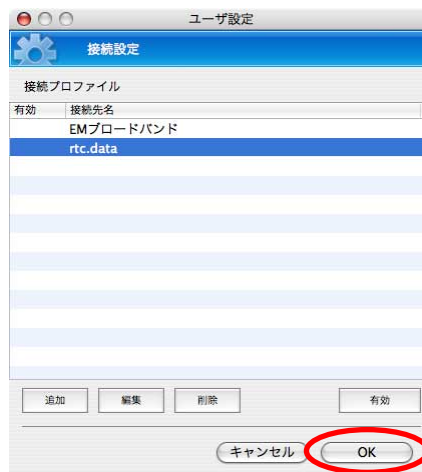 ユーザ設定
接続設定
接続プロファイル
有効 接続先名
EMブロードバンド
rtc.data
追加 編集 削除 有効
キャンセル OK